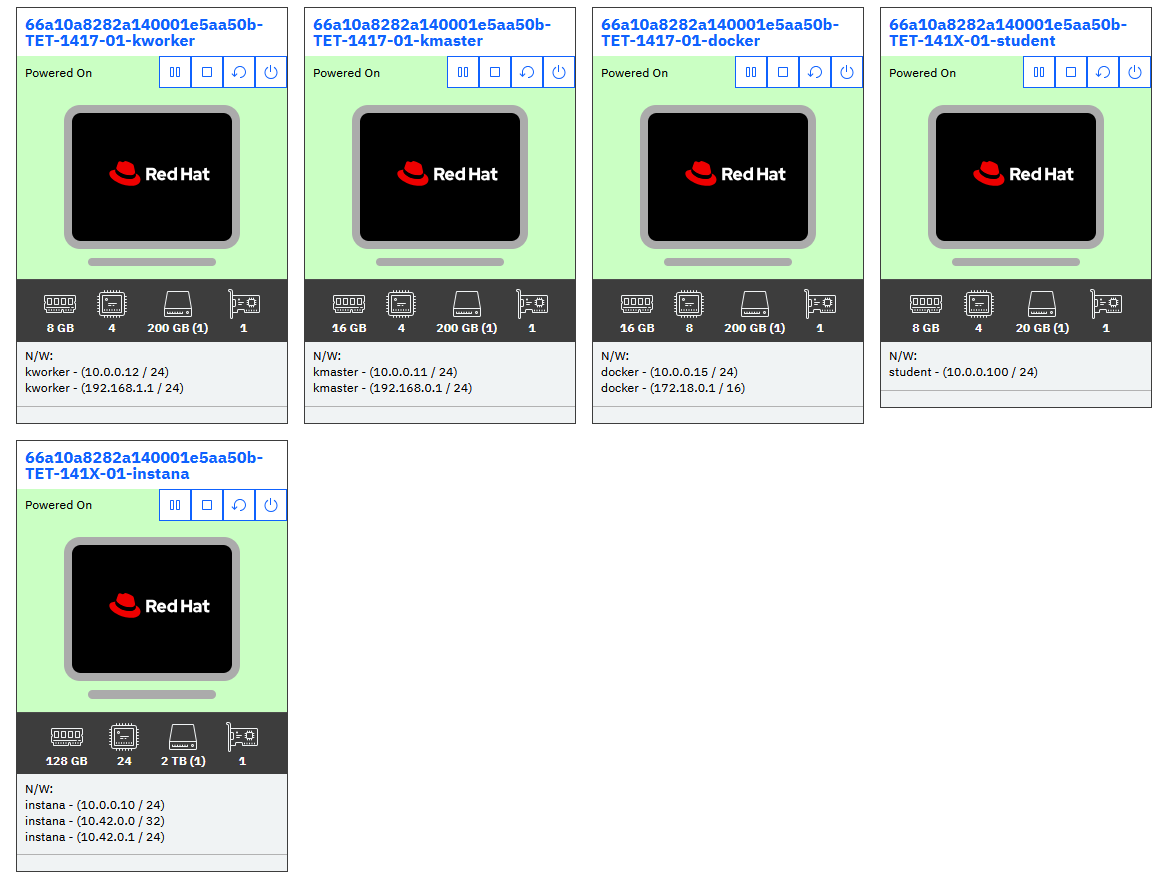 66a10a8282a140001e5aa50b-
TET-1417-01-kworker
Powered On
Red Hat
8 GB 4 200 GB (1) 1
N/W:
kworker - (10.0.0.12 / 24)
kworker - (192.168.1.1 / 24)
66a10a8282a140001e5aa50b-
TET-1417-01-kmaster
Powered On
Red Hat
16 GB 4 200 GB (1) 1
N/W:
kmaster - (10.0.0.11 / 24)
kmaster - (192.168.0.1 / 24)
66a10a8282a140001e5aa50b-
TET-1417-01-docker
Powered On
Red Hat
16 GB 8 200 GB (1) 1
N/W:
docker - (10.0.0.15 / 24)
docker - (172.18.0.1 / 16)
66a10a8282a140001e5aa50b-
TET-141X-01-student
Powered On
Red Hat
8 GB 4 20 GB (1) 1
N/W:
student - (10.0.0.100 / 24)
66a10a8282a140001e5aa50b-
TET-141X-01-instana
Powered On
Red Hat
128 GB 24 2 TB (1) 1
N/W:
instana - (10.0.0.10 / 24)
instana - (10.42.0.0 / 32)
instana - (10.42.0.1 / 24)